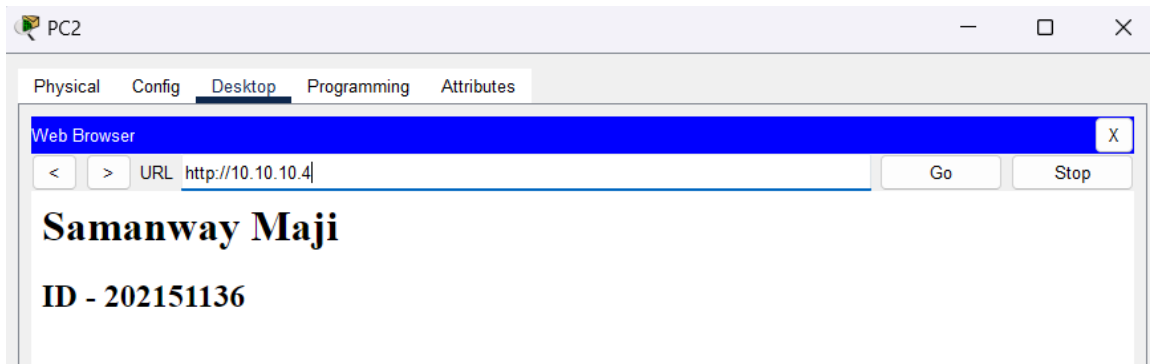 PC2
Physical Config Desktop Programming Attributes
Web Browser X
< > URL http://10.10.10.4 Go Stop
Samanway Maji
ID - 202151136